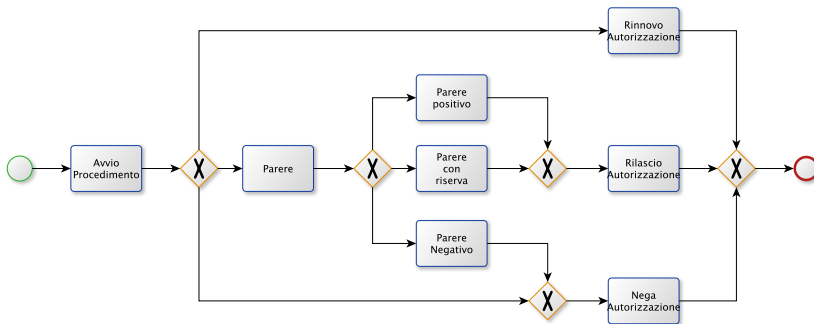 Rinnovo
Autorizzazione
Parere
positivo
Avvio
Procedimento
Parere
Parere
con
riserva
Rilascio
Autorizzazione
Parere
Negativo
Nega
Autorizzazione